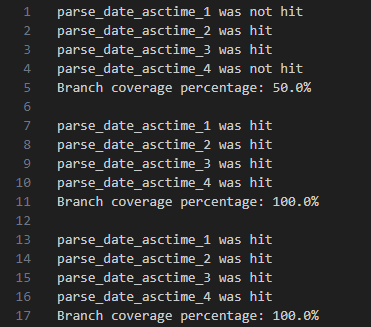 1 parse_date_asctime_1 was not hit
2 parse_date_asctime_2 was hit
3 parse_date_asctime_3 was hit
4 parse_date_asctime_4 was not hit
5 Branch coverage percentage: 50.0%
6
7 parse_date_asctime_1 was hit
8 parse_date_asctime_2 was hit
9 parse_date_asctime_3 was hit
10 parse_date_asctime_4 was hit
11 Branch coverage percentage: 100.0%
12
13 parse_date_asctime_1 was hit
14 parse_date_asctime_2 was hit
15 parse_date_asctime_3 was hit
16 parse_date_asctime_4 was hit
17 Branch coverage percentage: 100.0%